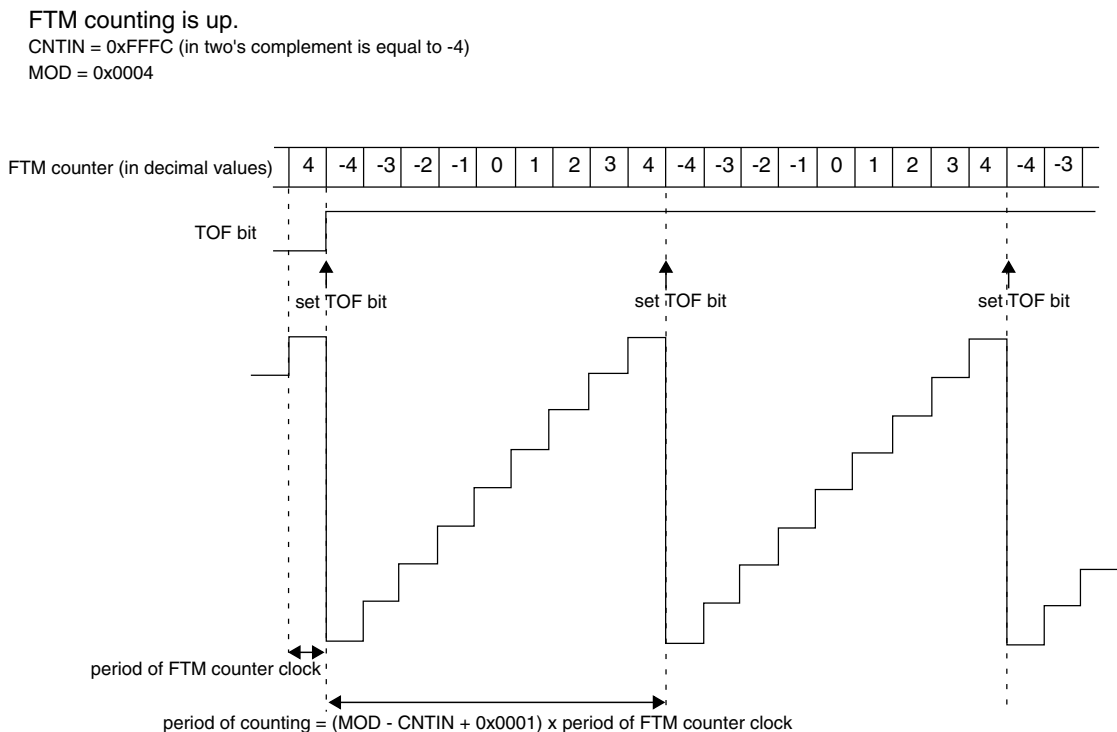 FTM counting is up.
CNTIN = 0xFFFC (in two's complement is equal to -4)
MOD = 0x0004
FTM counter (in decimal values) 4 -4 -3 -2 -1 0 1 2 3 4 -4 -3 -2 -1 0 1 2 3 4 -4 -3
TOF bit
set TOF bit set TOF bit set TOF bit
period of FTM counter clock
period of counting = (MOD - CNTIN + 0x0001) x period of FTM counter clock